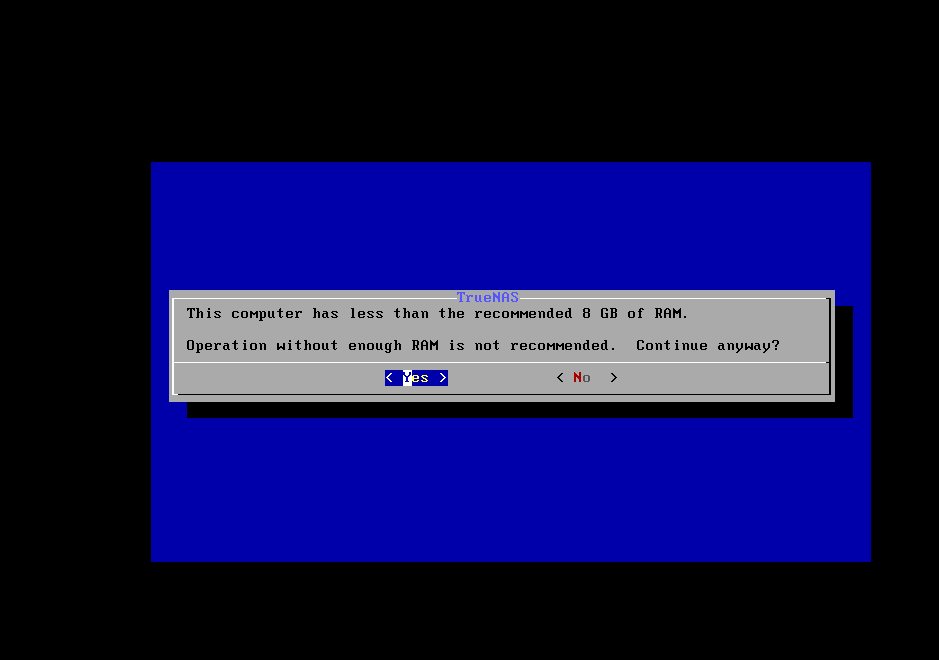 TrueNAS
This computer has less than the recommended 8 GB of RAM.
Operation without enough RAM is not recommended.  Continue anyway?
< Yes > < No >